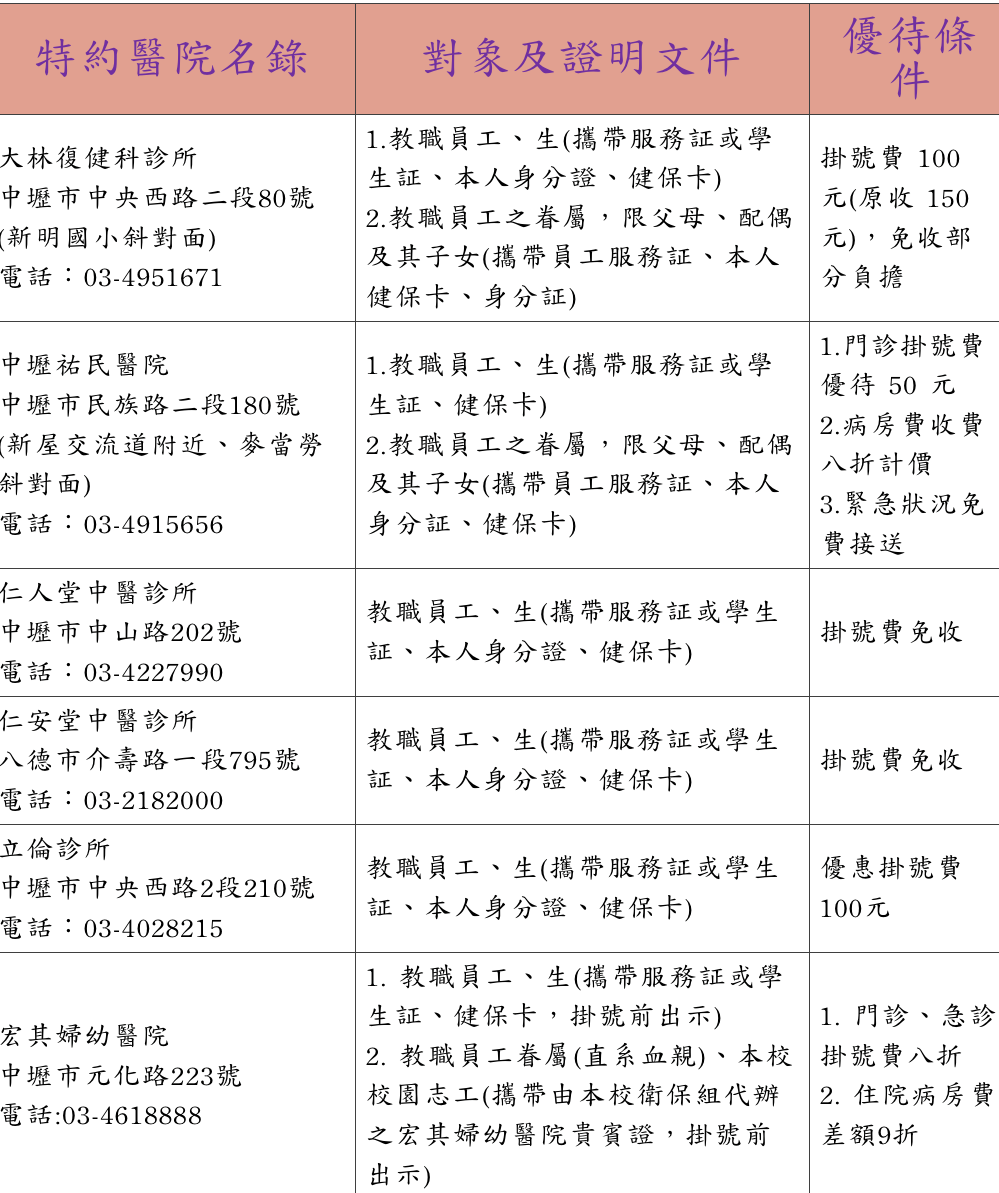 特約醫院名錄
對象及證明文件
優待條
件
大林復健科診所
中壢市中央西路二段80號
(新明國小斜對面)
電話：03-4951671
1.教職員工、生(攜帶服務証或學
生証、本人身分證、健保卡)
2.教職員工之眷屬，限父母、配偶
及其子女(攜帶員工服務証、本人
健保卡、身分証)
掛號費 100
元(原收 150
元)，免收部
分負擔
中壢祐民醫院
中壢市民族路二段180號
(新屋交流道附近、麥當勞
斜對面)
電話：03-4915656
1.教職員工、生(攜帶服務証或學
生証、健保卡)
2.教職員工之眷屬，限父母、配偶
及其子女(攜帶員工服務証、本人
身分証、健保卡)
1.門診掛號費
優待 50 元
2.病房費收費
八折計價
3.緊急狀況免
費接送
仁人堂中醫診所
中壢市中山路202號
電話：03-4227990
教職員工、生(攜帶服務証或學生
証、本人身分證、健保卡)
掛號費免收
仁安堂中醫診所
八德市介壽路一段795號
電話：03-2182000
教職員工、生(攜帶服務証或學生
証、本人身分證、健保卡)
掛號費免收
立倫診所
中壢市中央西路2段210號
電話：03-4028215
教職員工、生(攜帶服務証或學生
証、本人身分證、健保卡)
優惠掛號費
100元
宏其婦幼醫院
中壢市元化路223號
電話:03-4618888
1. 教職員工、生(攜帶服務証或學
生証、健保卡，掛號前出示)
2. 教職員工眷屬(直系血親)、本校
校園志工(攜帶由本校衛保組代辦
之宏其婦幼醫院貴賓證，掛號前
出示)
1. 門診、急診
掛號費八折
2. 住院病房費
差額9折